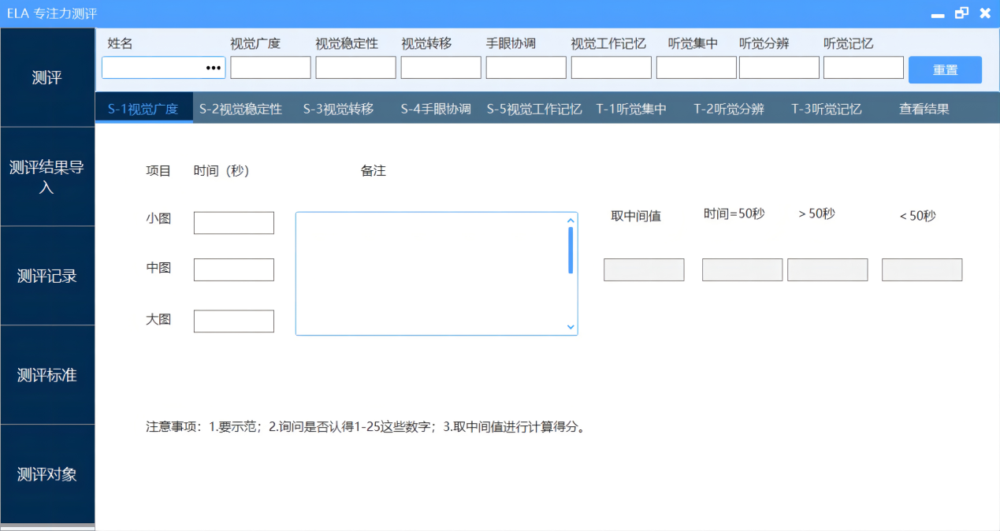 ELA 专注力测评
测评
测评结果导
入
测评记录
测评标准
测评对象
姓名 视觉广度 视觉稳定性 视觉转移 手眼协调 视觉工作记忆 听觉集中 听觉分辨 听觉记忆
重置
S-1视觉广度 S-2视觉稳定性 S-3视觉转移 S-4手眼协调 S-5视觉工作记忆 T-1听觉集中 T-2听觉分辨 T-3听觉记忆 查看结果
项目 时间（秒） 备注
小图 取中间值 时间=50秒 ＞50秒 ＜50秒
中图
大图
注意事项：1.要示范；2.询问是否认得1-25这些数字；3.取中间值进行计算得分。